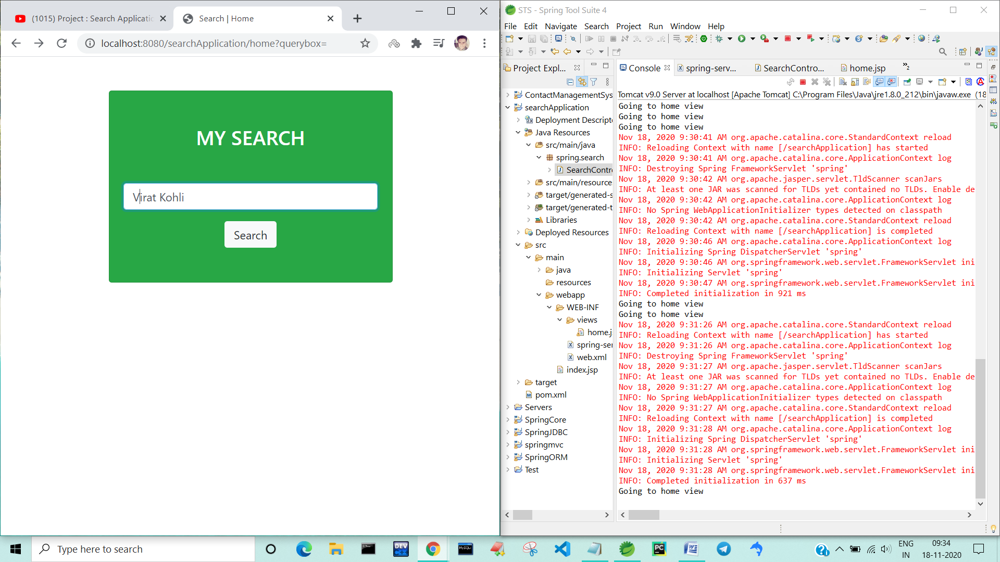 (1015) Project : Search Applicatio
Search | Home
localhost:8080/searchApplication/home?querybox=
MY SEARCH
Virat Kohli
Search
STS - Spring Tool Suite 4
File Edit Navigate Search Project Run Window Help
Project Expl...
ContactManagementSys
searchApplication
Deployment Descripto
Java Resources
src/main/java
spring.search
SearchContro
src/main/resource
target/generated-s
target/generated-t
Libraries
Deployed Resources
src
main
java
resources
webapp
WEB-INF
views
home.j
spring-ser
web.xml
index.jsp
target
pom.xml
Servers
SpringCore
SpringJDBC
springmvc
SpringORM
Test
Console spring-serv... SearchContro... home.jsp »2
Tomcat v9.0 Server at localhost [Apache Tomcat] C:\Program Files\Java\jre1.8.0_212\bin\javaw.exe (18
Going to home view
Going to home view
Going to home view
Nov 18, 2020 9:30:41 AM org.apache.catalina.core.StandardContext reload
INFO: Reloading Context with name [/searchApplication] has started
Nov 18, 2020 9:30:41 AM org.apache.catalina.core.ApplicationContext log
INFO: Destroying Spring FrameworkServlet 'spring'
Nov 18, 2020 9:30:42 AM org.apache.jasper.servlet.TldScanner scanJars
INFO: At least one JAR was scanned for TLDs yet contained no TLDs. Enable de
Nov 18, 2020 9:30:42 AM org.apache.catalina.core.ApplicationContext log
INFO: No Spring WebApplicationInitializer types detected on classpath
Nov 18, 2020 9:30:42 AM org.apache.catalina.core.StandardContext reload
INFO: Reloading Context with name [/searchApplication] is completed
Nov 18, 2020 9:30:46 AM org.apache.catalina.core.ApplicationContext log
INFO: Initializing Spring DispatcherServlet 'spring'
Nov 18, 2020 9:30:46 AM org.springframework.web.servlet.FrameworkServlet ini
INFO: Initializing Servlet 'spring'
Nov 18, 2020 9:30:47 AM org.springframework.web.servlet.FrameworkServlet ini
INFO: Completed initialization in 921 ms
Going to home view
Going to home view
Nov 18, 2020 9:31:26 AM org.apache.catalina.core.StandardContext reload
INFO: Reloading Context with name [/searchApplication] has started
Nov 18, 2020 9:31:26 AM org.apache.catalina.core.ApplicationContext log
INFO: Destroying Spring FrameworkServlet 'spring'
Nov 18, 2020 9:31:27 AM org.apache.jasper.servlet.TldScanner scanJars
INFO: At least one JAR was scanned for TLDs yet contained no TLDs. Enable de
Nov 18, 2020 9:31:27 AM org.apache.catalina.core.ApplicationContext log
INFO: No Spring WebApplicationInitializer types detected on classpath
Nov 18, 2020 9:31:27 AM org.apache.catalina.core.StandardContext reload
INFO: Reloading Context with name [/searchApplication] is completed
Nov 18, 2020 9:31:28 AM org.apache.catalina.core.ApplicationContext log
INFO: Initializing Spring DispatcherServlet 'spring'
Nov 18, 2020 9:31:28 AM org.springframework.web.servlet.FrameworkServlet ini
INFO: Initializing Servlet 'spring'
Nov 18, 2020 9:31:28 AM org.springframework.web.servlet.FrameworkServlet ini
INFO: Completed initialization in 637 ms
Going to home view
Type here to search
DEV C++
MySQL
PC
ENG
IN
09:34
18-11-2020